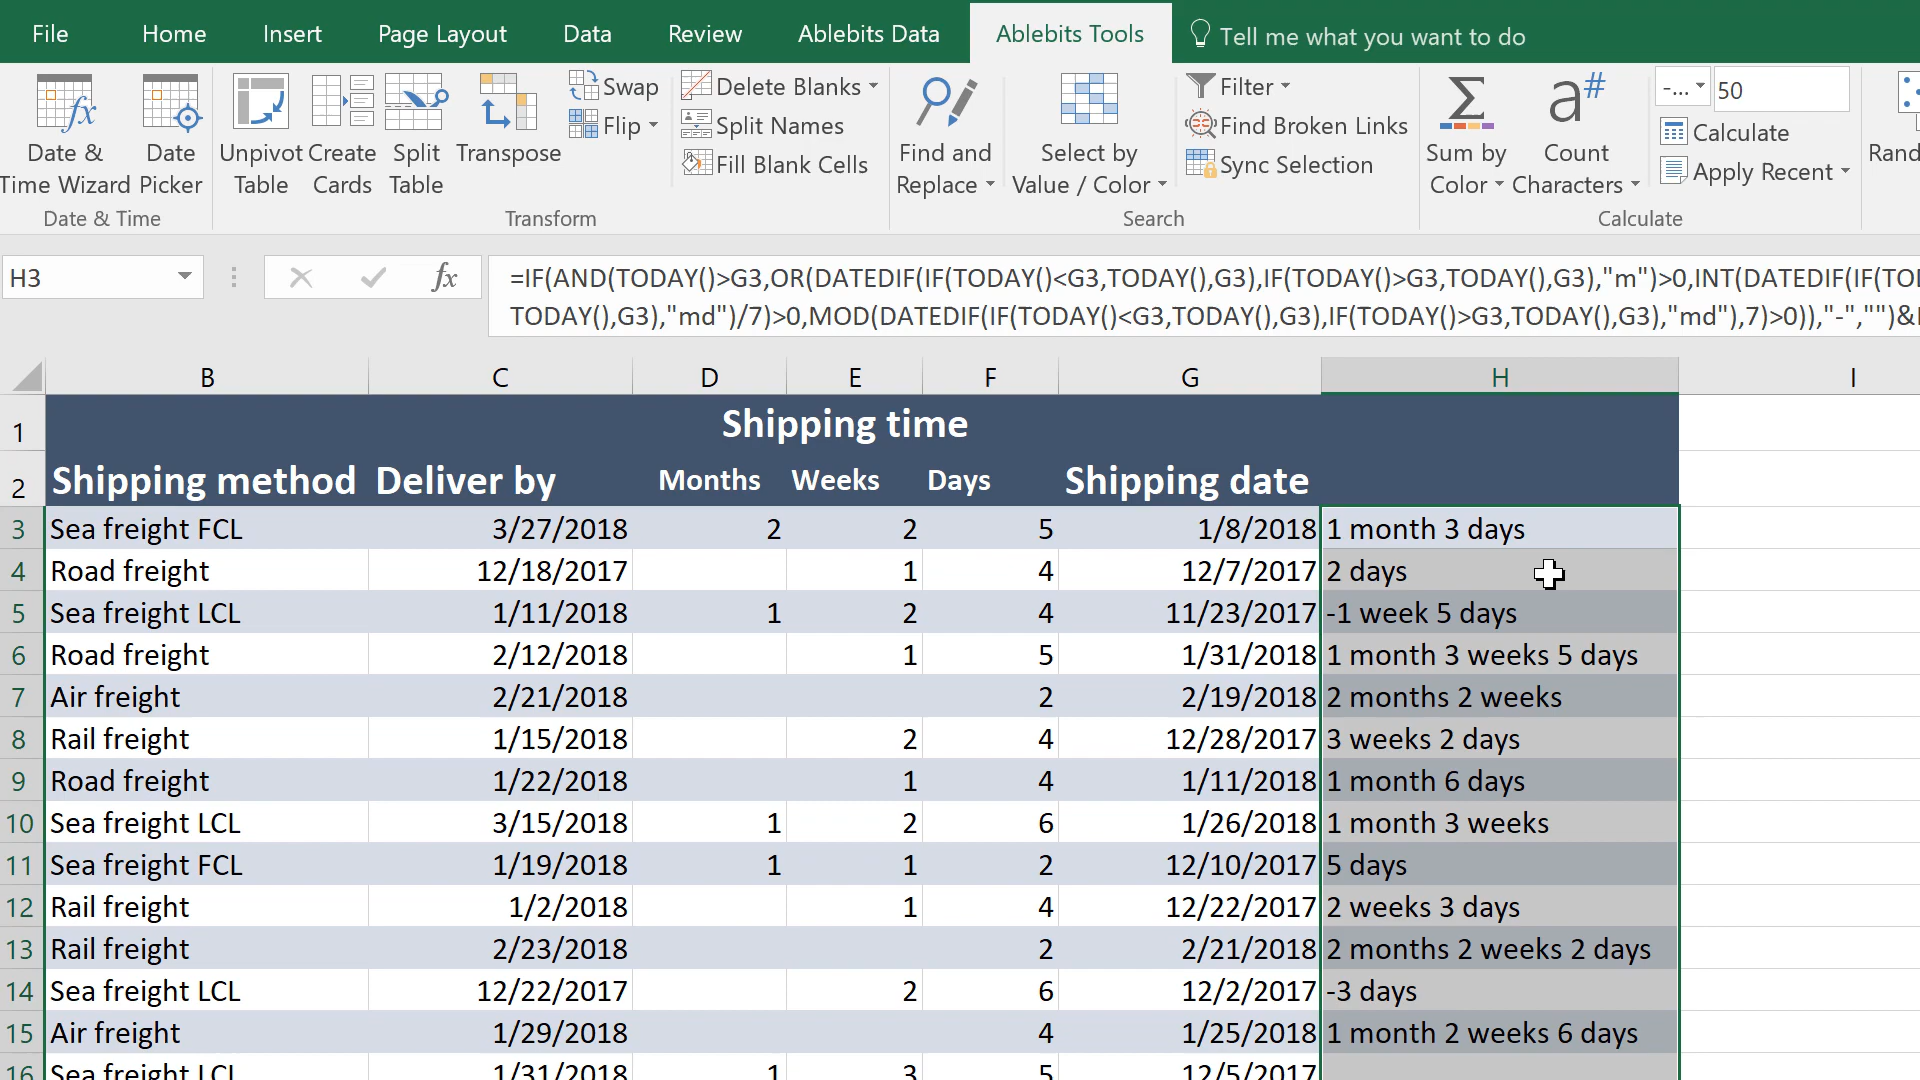 File Home Insert Page Layout Data Review Ablebits Data Ablebits Tools Tell me what you want to do
Date & Time Wizard
Date Picker
Date & Time
Unpivot Table
Create Cards
Split Table
Transpose
Swap
Flip
Transform
Delete Blanks
Split Names
Fill Blank Cells
Find and Replace
Select by Value / Color
Filter
Find Broken Links
Sync Selection
Search
Sum by Color
Count Characters
-... 50
Calculate
Apply Recent
Calculate
Rand
H3 fx =IF(AND(TODAY()>G3,OR(DATEDIF(IF(TODAY()<G3,TODAY(),G3),IF(TODAY()>G3,TODAY(),G3),"m")>0,INT(DATEDIF(IF(TO
TODAY(),G3),"md")/7)>0,MOD(DATEDIF(IF(TODAY()<G3,TODAY(),G3),IF(TODAY()>G3,TODAY(),G3),"md"),7)>0)),"-","")&
B C D E F G H I
1 Shipping time
2 Shipping method Deliver by Months Weeks Days Shipping date
3 Sea freight FCL 3/27/2018 2 2 5 1/8/2018 1 month 3 days
4 Road freight 12/18/2017 1 4 12/7/2017 2 days
5 Sea freight LCL 1/11/2018 1 2 4 11/23/2017 -1 week 5 days
6 Road freight 2/12/2018 1 5 1/31/2018 1 month 3 weeks 5 days
7 Air freight 2/21/2018 2 2/19/2018 2 months 2 weeks
8 Rail freight 1/15/2018 2 4 12/28/2017 3 weeks 2 days
9 Road freight 1/22/2018 1 4 1/11/2018 1 month 6 days
10 Sea freight LCL 3/15/2018 1 2 6 1/26/2018 1 month 3 weeks
11 Sea freight FCL 1/19/2018 1 1 2 12/10/2017 5 days
12 Rail freight 1/2/2018 1 4 12/22/2017 2 weeks 3 days
13 Rail freight 2/23/2018 2 2/21/2018 2 months 2 weeks 2 days
14 Sea freight LCL 12/22/2017 2 6 12/2/2017 -3 days
15 Air freight 1/29/2018 4 1/25/2018 1 month 2 weeks 6 days
16 Sea freight LCL 1/31/2018 1 3 5 12/5/2017